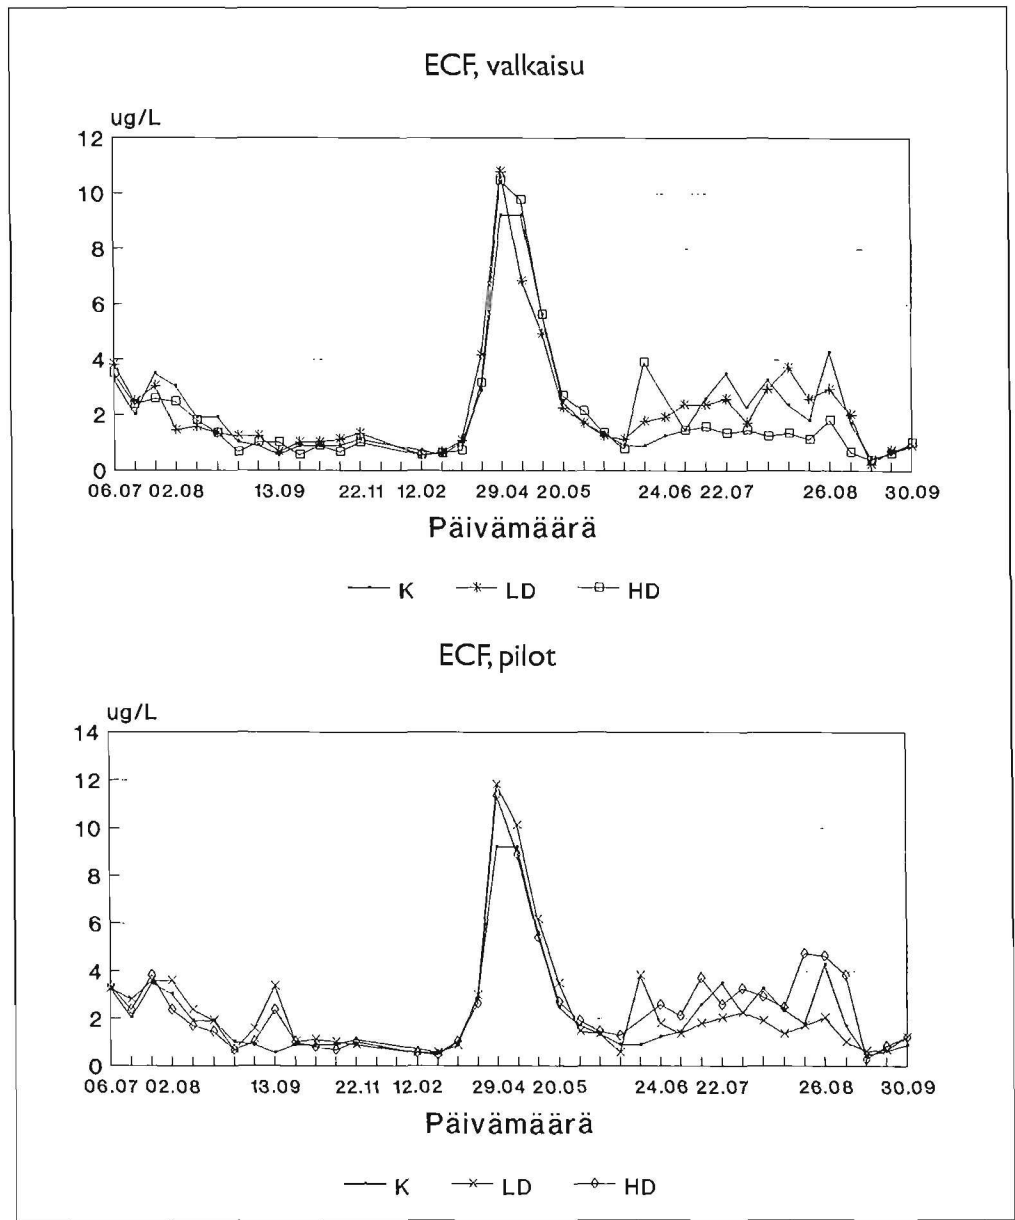 ECF, valkaisu
ug/L
12
10
8
6
4
2
0
06.07 02.08 13.09 22.11 12.02 29.04 20.05 24.06 22.07 26.08 30.09
Päivämäärä
K LD HD
ECF, pilot
ug/L
14
12
10
8
6
4
2
0
06.07 02.08 13.09 22.11 12.02 29.04 20.05 24.06 22.07 26.08 30.09
Päivämäärä
K LD HD